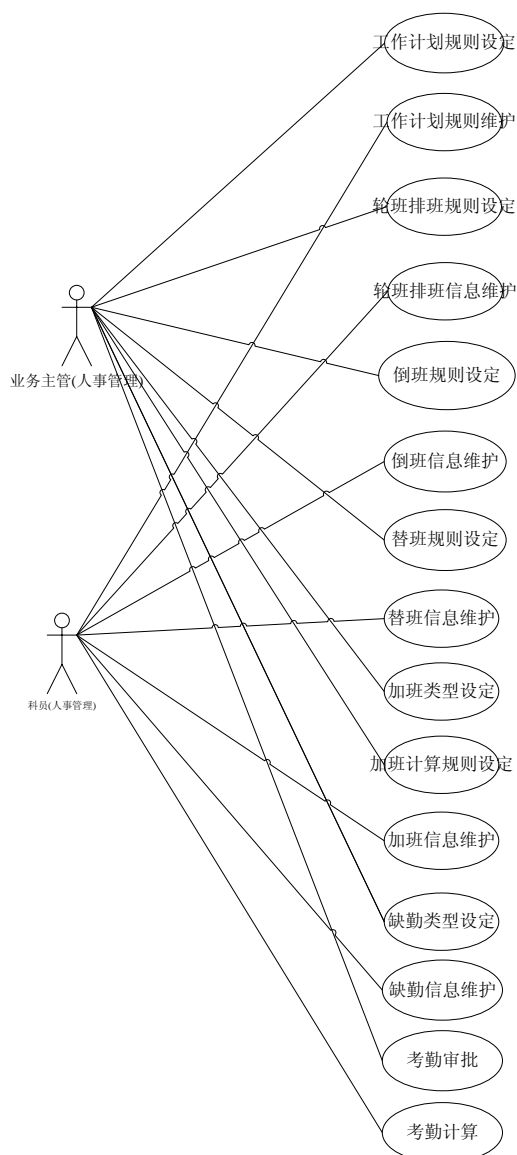 工作计划规则设定
工作计划规则维护
轮班排班规则设定
轮班排班信息维护
业务主管(人事管理)
倒班规则设定
倒班信息维护
替班规则设定
替班信息维护
科员(人事管理)
加班类型设定
加班计算规则设定
加班信息维护
缺勤类型设定
缺勤信息维护
考勤审批
考勤计算